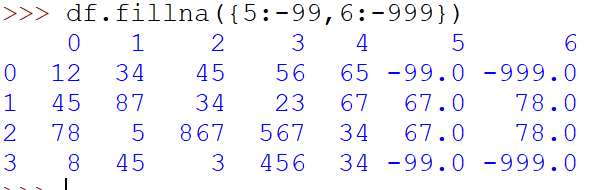 >>> df.fillna({5:-99,6:-999})
    0   1    2    3   4     5      6
0  12  34   45   56  65 -99.0 -999.0
1  45  87   34   23  67  67.0   78.0
2  78   5  867  567  34  67.0   78.0
3   8  45    3  456  34 -99.0 -999.0
>>>